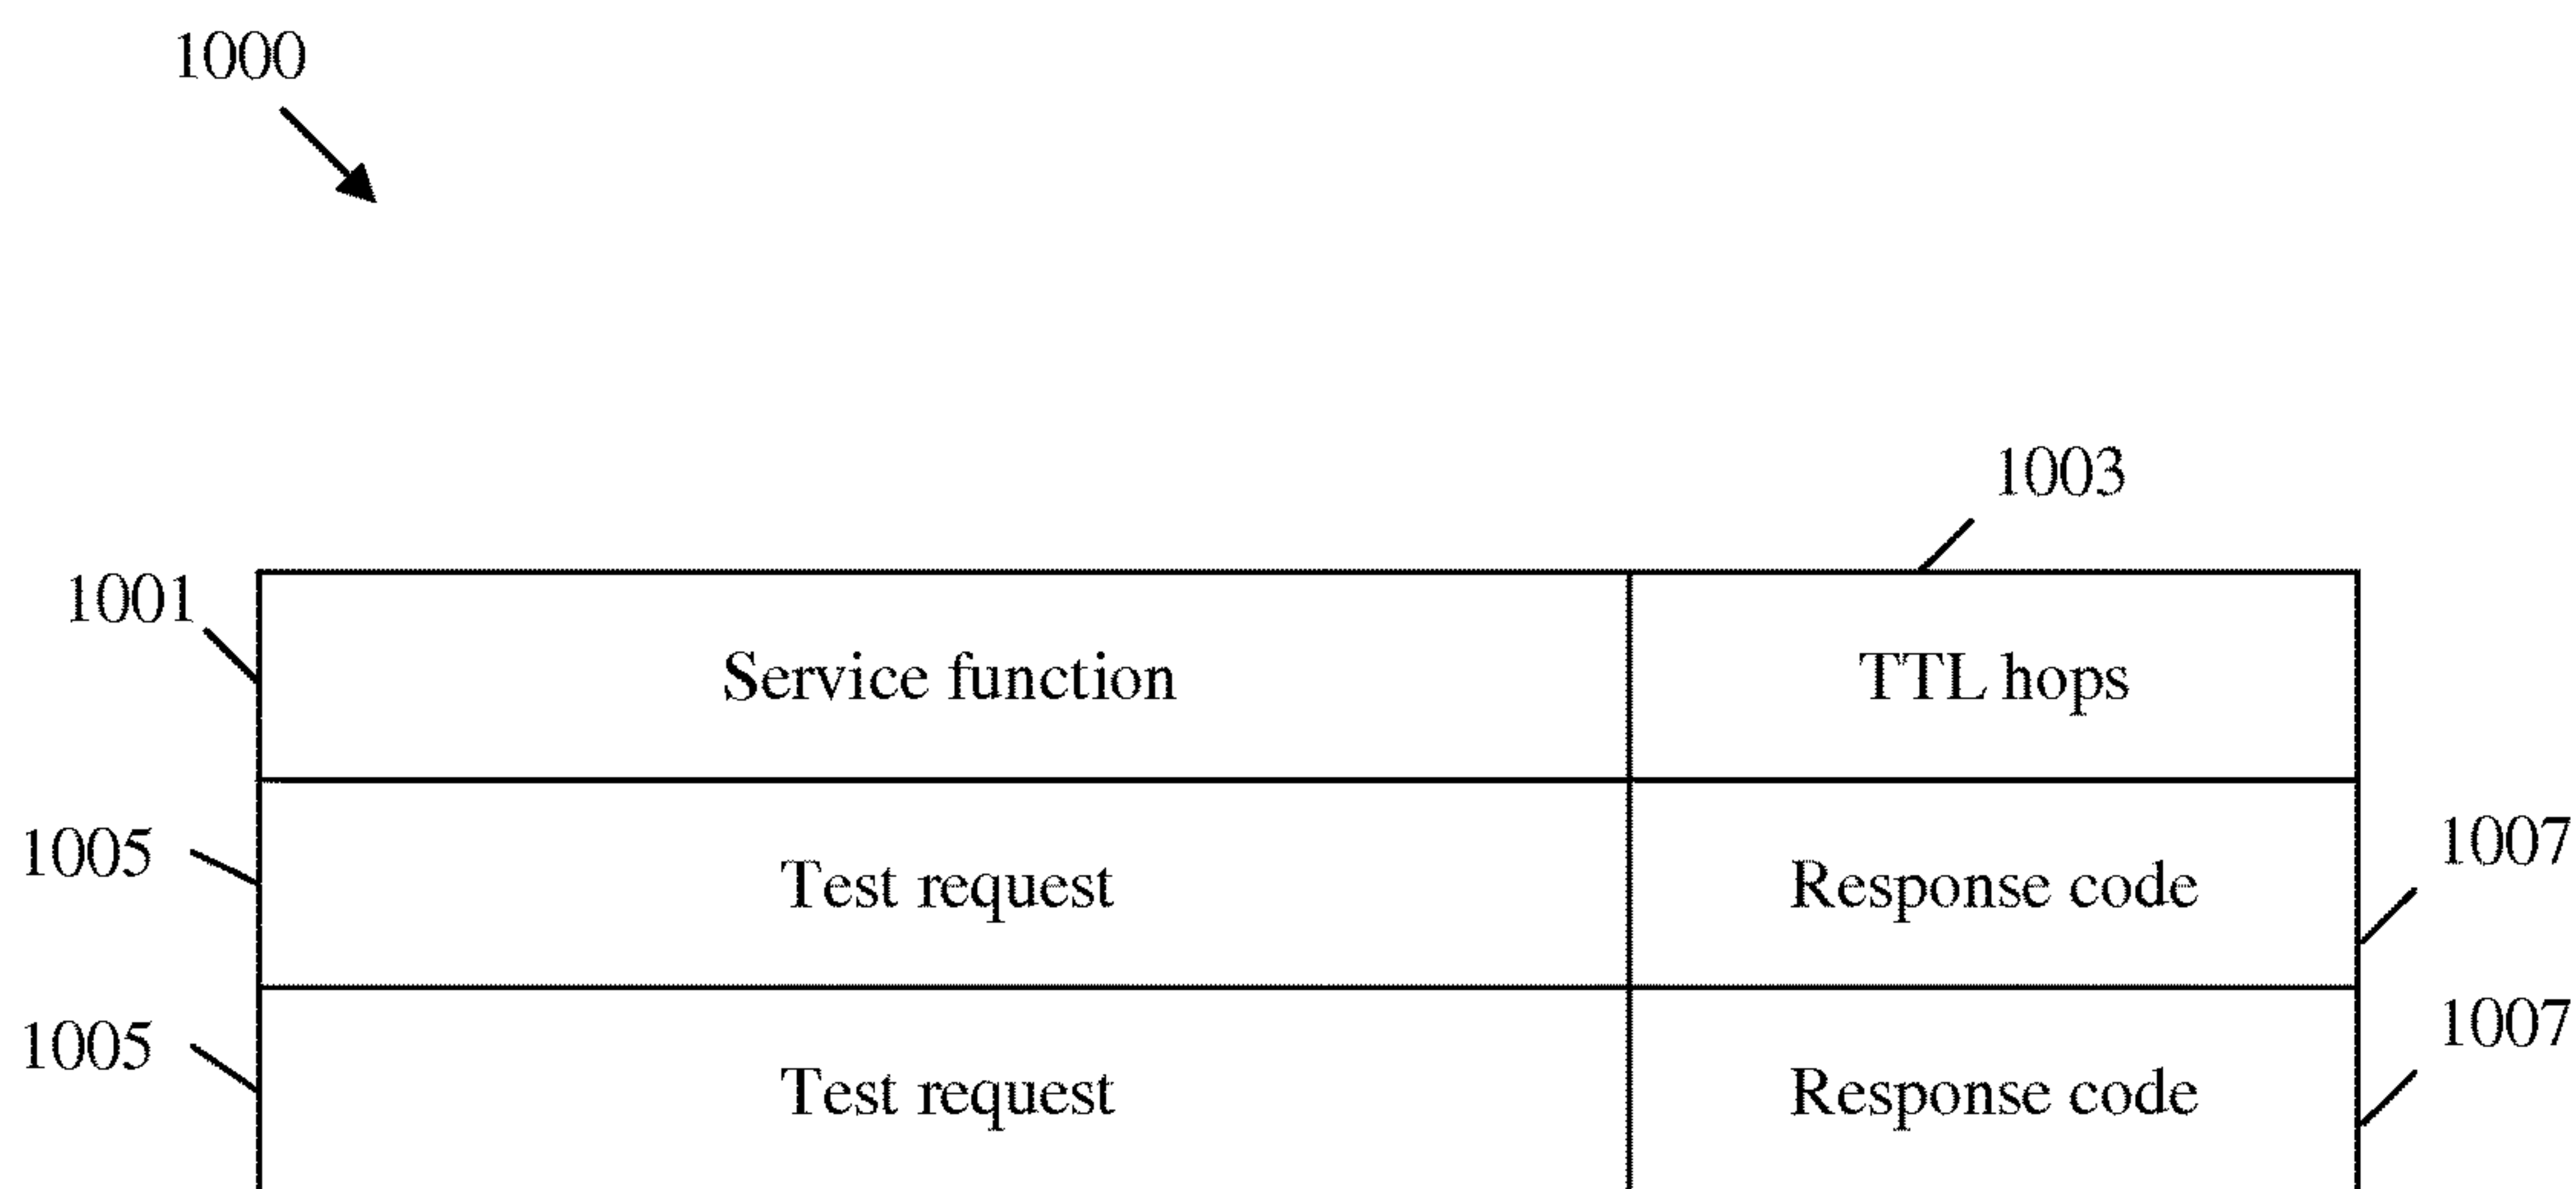 1000
1003
1001
Service function
TTL hops
1005
Test request
Response code
1007
1005
Test request
Response code
1007